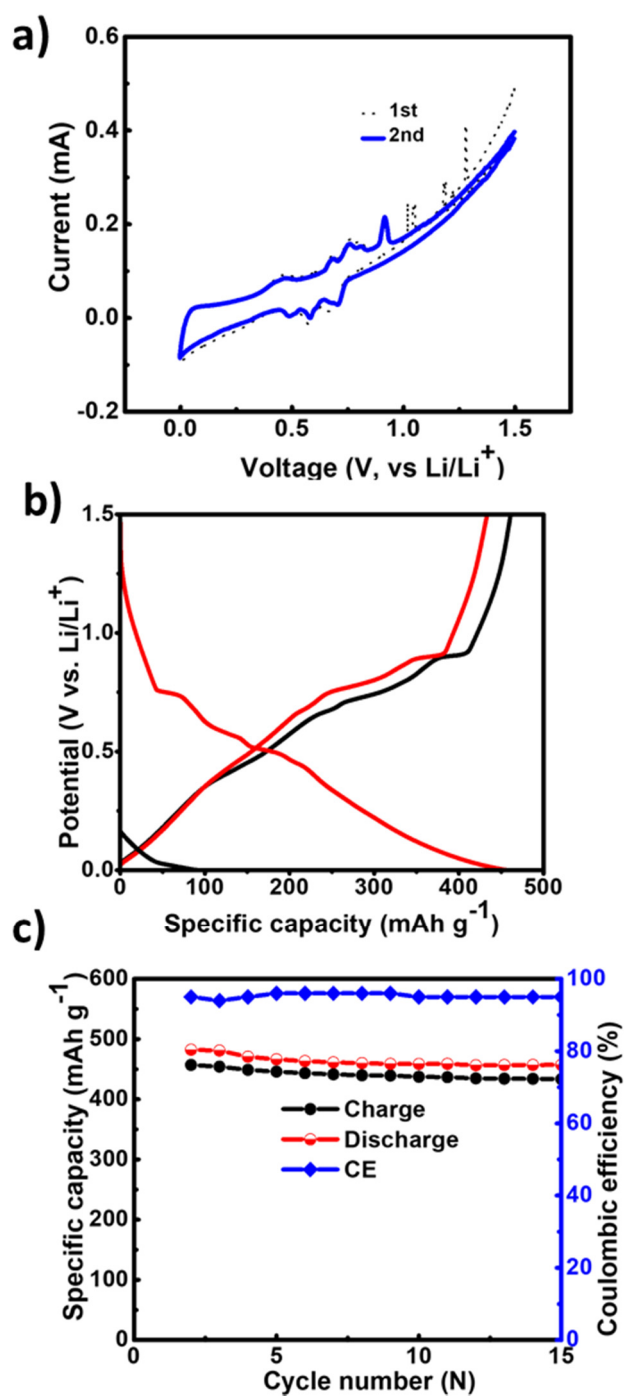 a)
0.6
0.4
0.2
0.0
-0.2
Current (mA)
1st
2nd
0.0 0.5 1.0 1.5
Voltage (V, vs Li/Li+)
b)
1.5
1.0
0.5
0.0
Potential (V vs. Li/Li+)
0 100 200 300 400 500
Specific capacity (mAh g-1)
c)
600
500
400
300
200
100
0
Specific capacity (mAh g-1)
Charge
Discharge
CE
100
80
60
40
20
0
Coulombic efficiency (%)
0 5 10 15
Cycle number (N)